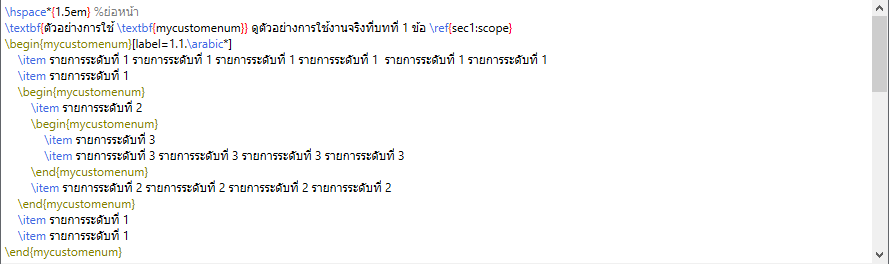 \hspace*{1.5em} %ย่อหน้า
\textbf{ตัวอย่างการใช้ \textbf{mycustomenum}} ดูตัวอย่างการใช้งานจริงที่บทที่ 1 ข้อ \ref{sec1:scope}
\begin{mycustomenum}[label=1.1.\arabic*]
\item รายการระดับที่ 1 รายการระดับที่ 1 รายการระดับที่ 1 รายการระดับที่ 1 รายการระดับที่ 1 รายการระดับที่ 1
\item รายการระดับที่ 1
\begin{mycustomenum}
\item รายการระดับที่ 2
\begin{mycustomenum}
\item รายการระดับที่ 3
\item รายการระดับที่ 3 รายการระดับที่ 3 รายการระดับที่ 3 รายการระดับที่ 3
\end{mycustomenum}
\item รายการระดับที่ 2 รายการระดับที่ 2 รายการระดับที่ 2 รายการระดับที่ 2
\end{mycustomenum}
\item รายการระดับที่ 1
\item รายการระดับที่ 1
\end{mycustomenum}